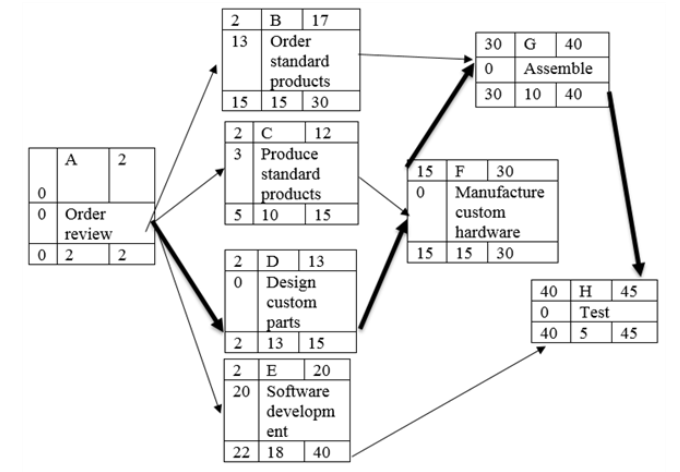 2 B 17
13 Order
standard
products
15 15 30
30 G 40
0 Assemble
30 10 40
2 C 12
3 Produce
standard
products
5 10 15
A 2
0
0 Order
review
0 2 2
15 F 30
0 Manufacture
custom
hardware
15 15 30
2 D 13
0 Design
custom
parts
2 13 15
40 H 45
0 Test
40 5 45
2 E 20
20 Software
developm
ent
22 18 40